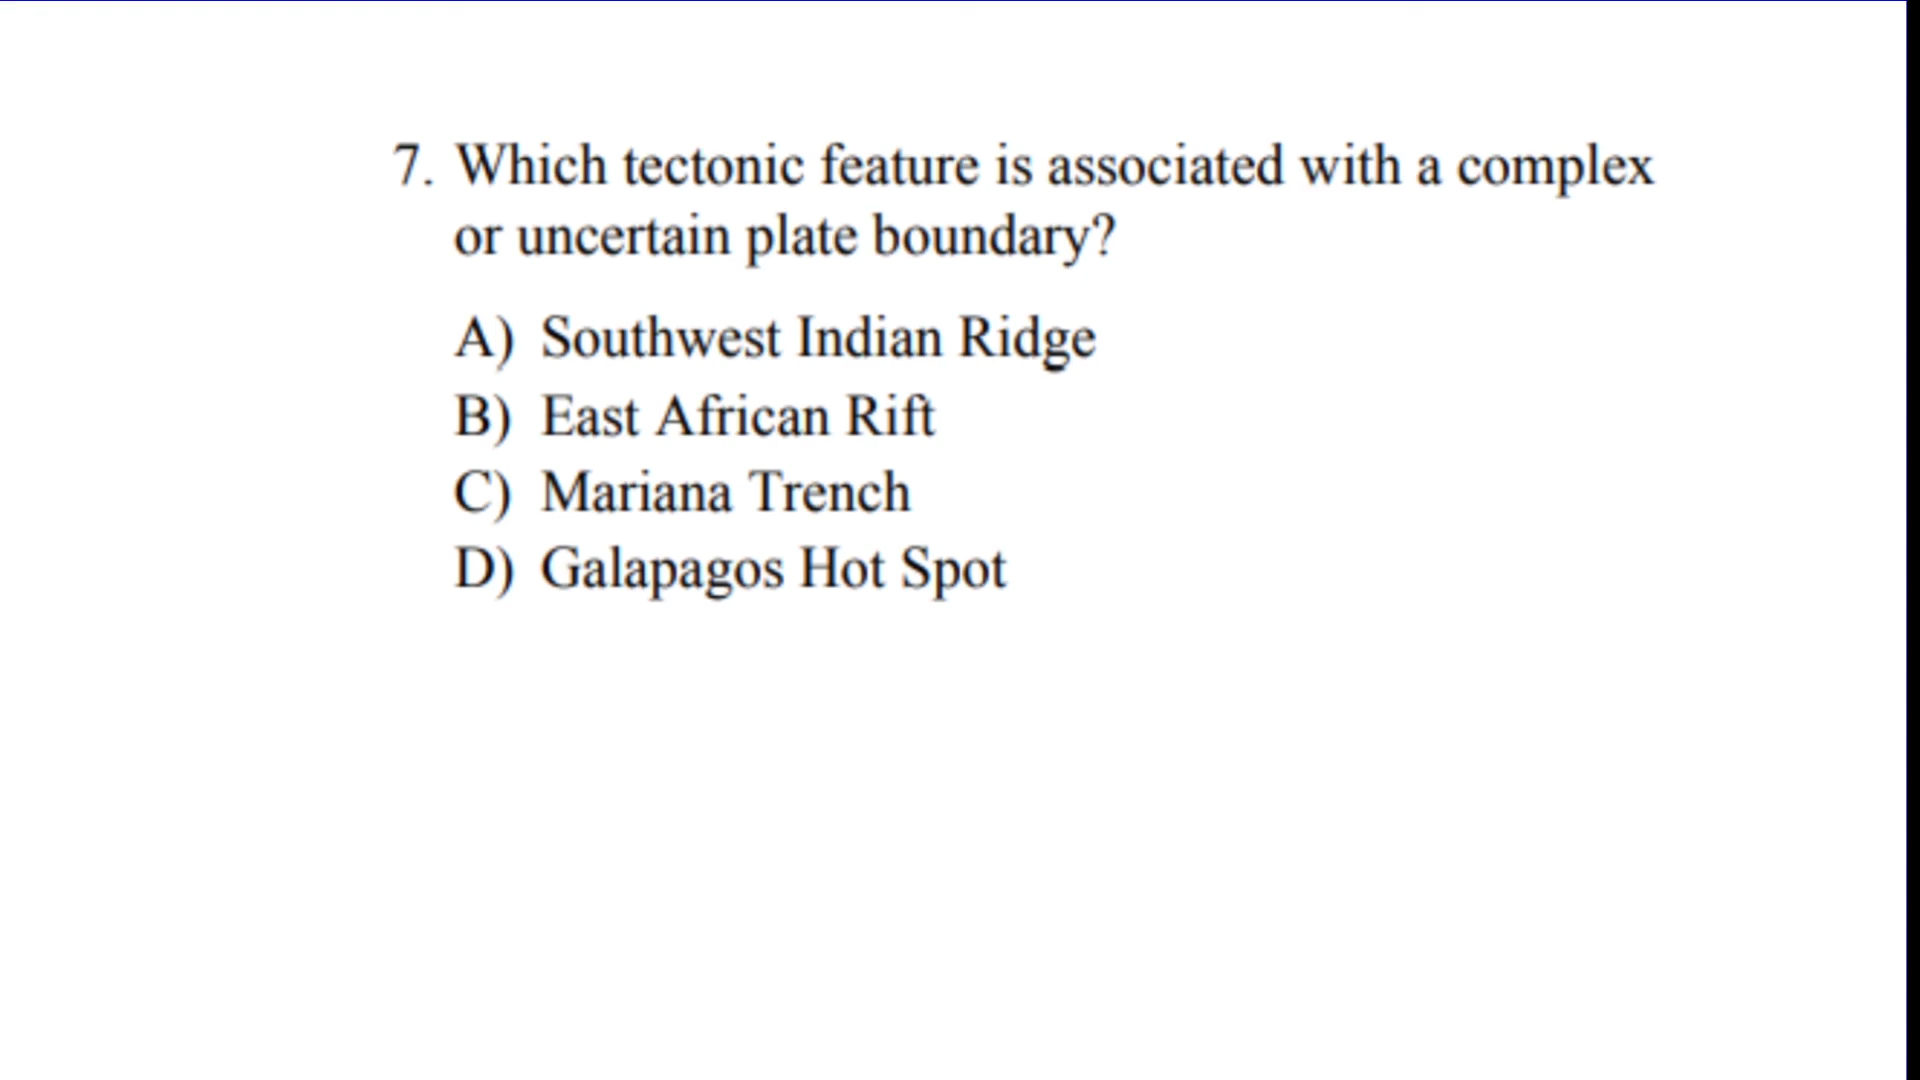 7. Which tectonic feature is associated with a complex
or uncertain plate boundary?
A) Southwest Indian Ridge
B) East African Rift
C) Mariana Trench
D) Galapagos Hot Spot